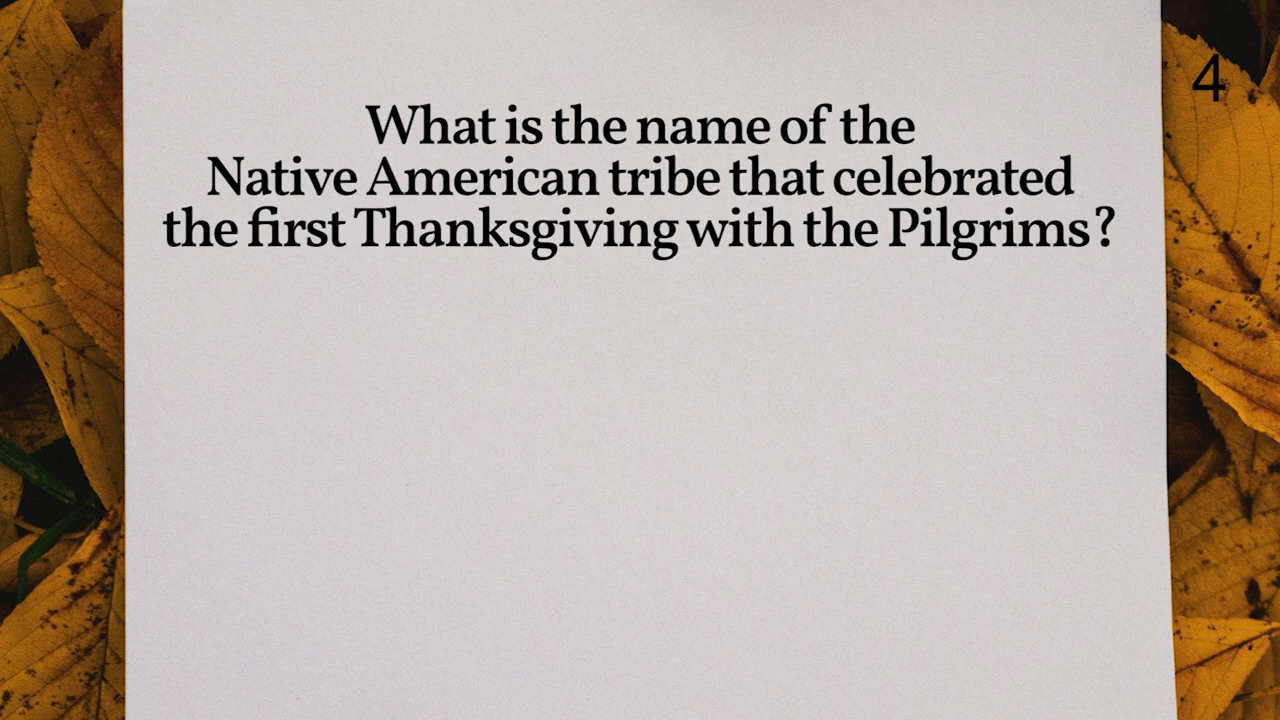 4
What is the name of the
Native American tribe that celebrated
the first Thanksgiving with the Pilgrims?